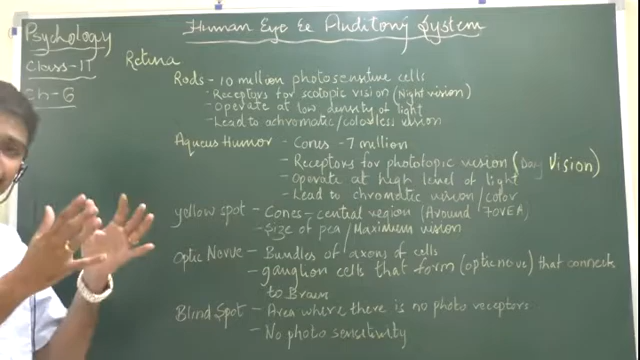 Human Eye & Auditory System
Psychology
Class-11
Ch-6
Retina
Rods- 10 million photosensitive cells
- Receptors for scotopic vision (Night vision)
- Operate at low density of light
- Lead to achromatic/colorless vision
Aqueous Humor - Cones -7 million
- Receptors for phototopic vision (Day Vision)
- Operate at high level of light
- Lead to chromatic vision/color
yellow spot - Cones- central region (Around FOVEA)
- Size of pea/Maximum vision
Optic Nerve - Bundles of axons of cells
- ganglion cells that form (optic nerve) that connects
to Brain
Blind Spot - Area where there is no photo receptors
- No photo sensitivity